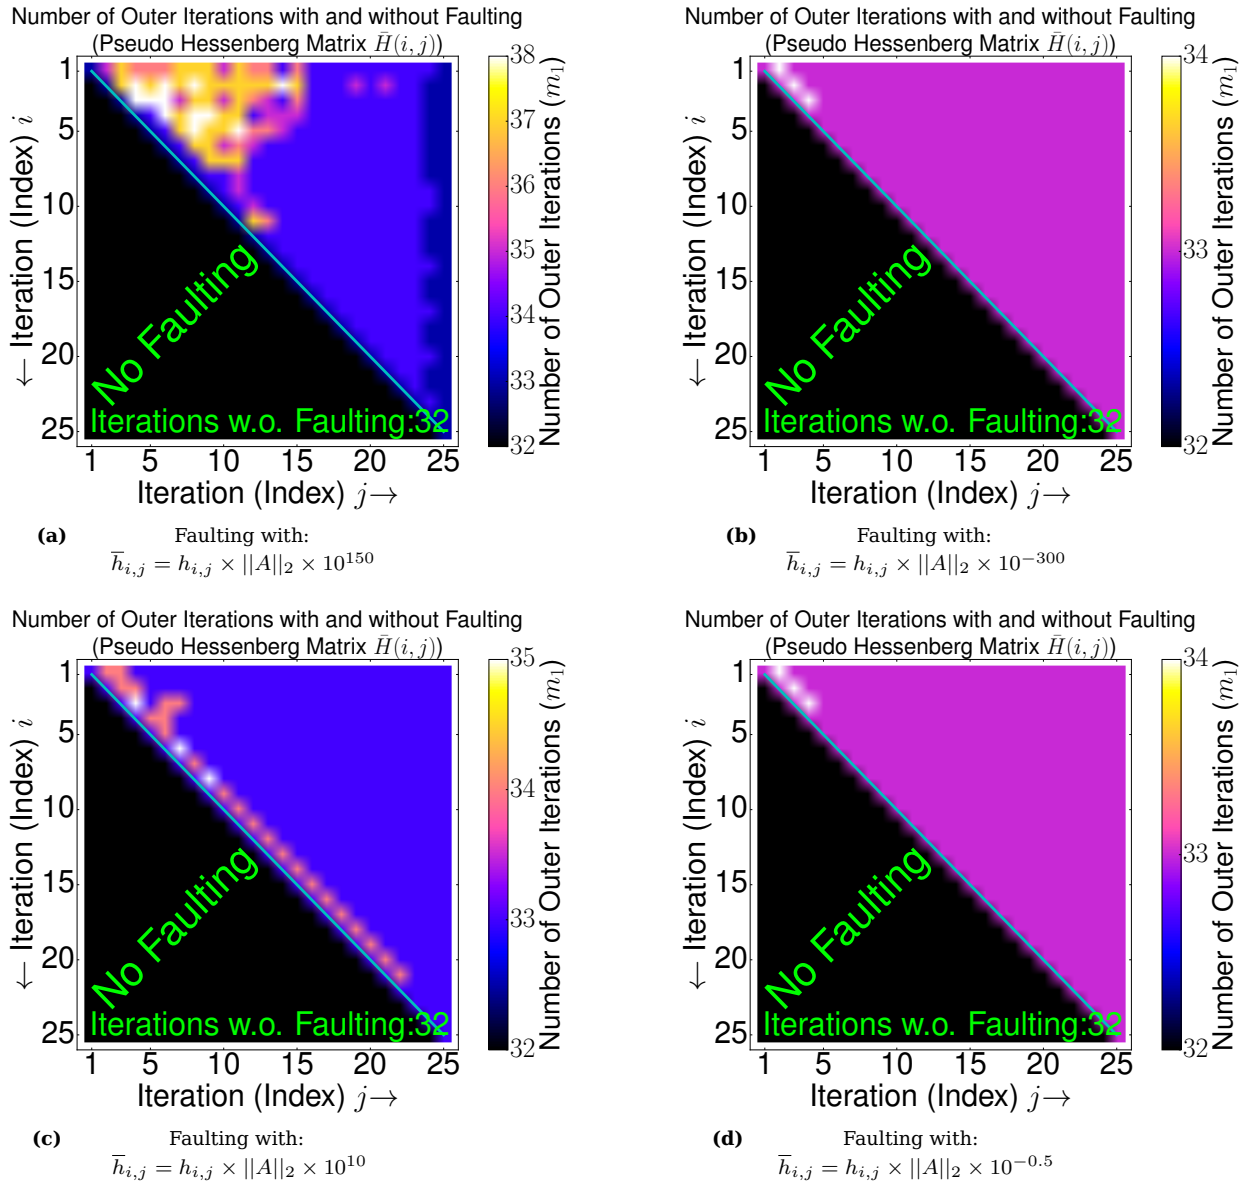 Number of Outer Iterations with and without Faulting
(Pseudo Hessenberg Matrix H̄(i, j))
1
5
10
15
20
25
← Iteration (Index) i
No Faulting
Iterations w.o. Faulting:32
1 5 10 15 20 25
Iteration (Index) j→
38
37
36
35
34
33
32
Number of Outer Iterations (m₁)
(a) Faulting with:
h̅ᵢ,ⱼ = hᵢ,ⱼ × ||A||₂ × 10¹⁵⁰
Number of Outer Iterations with and without Faulting
(Pseudo Hessenberg Matrix H̄(i, j))
1
5
10
15
20
25
← Iteration (Index) i
No Faulting
Iterations w.o. Faulting:32
1 5 10 15 20 25
Iteration (Index) j→
34
33
32
Number of Outer Iterations (m₁)
(b) Faulting with:
h̅ᵢ,ⱼ = hᵢ,ⱼ × ||A||₂ × 10⁻³⁰⁰
Number of Outer Iterations with and without Faulting
(Pseudo Hessenberg Matrix H̄(i, j))
1
5
10
15
20
25
← Iteration (Index) i
No Faulting
Iterations w.o. Faulting:32
1 5 10 15 20 25
Iteration (Index) j→
35
34
33
32
Number of Outer Iterations (m₁)
(c) Faulting with:
h̅ᵢ,ⱼ = hᵢ,ⱼ × ||A||₂ × 10¹⁰
Number of Outer Iterations with and without Faulting
(Pseudo Hessenberg Matrix H̄(i, j))
1
5
10
15
20
25
← Iteration (Index) i
No Faulting
Iterations w.o. Faulting:32
1 5 10 15 20 25
Iteration (Index) j→
34
33
32
Number of Outer Iterations (m₁)
(d) Faulting with:
h̅ᵢ,ⱼ = hᵢ,ⱼ × ||A||₂ × 10⁻⁰·⁵